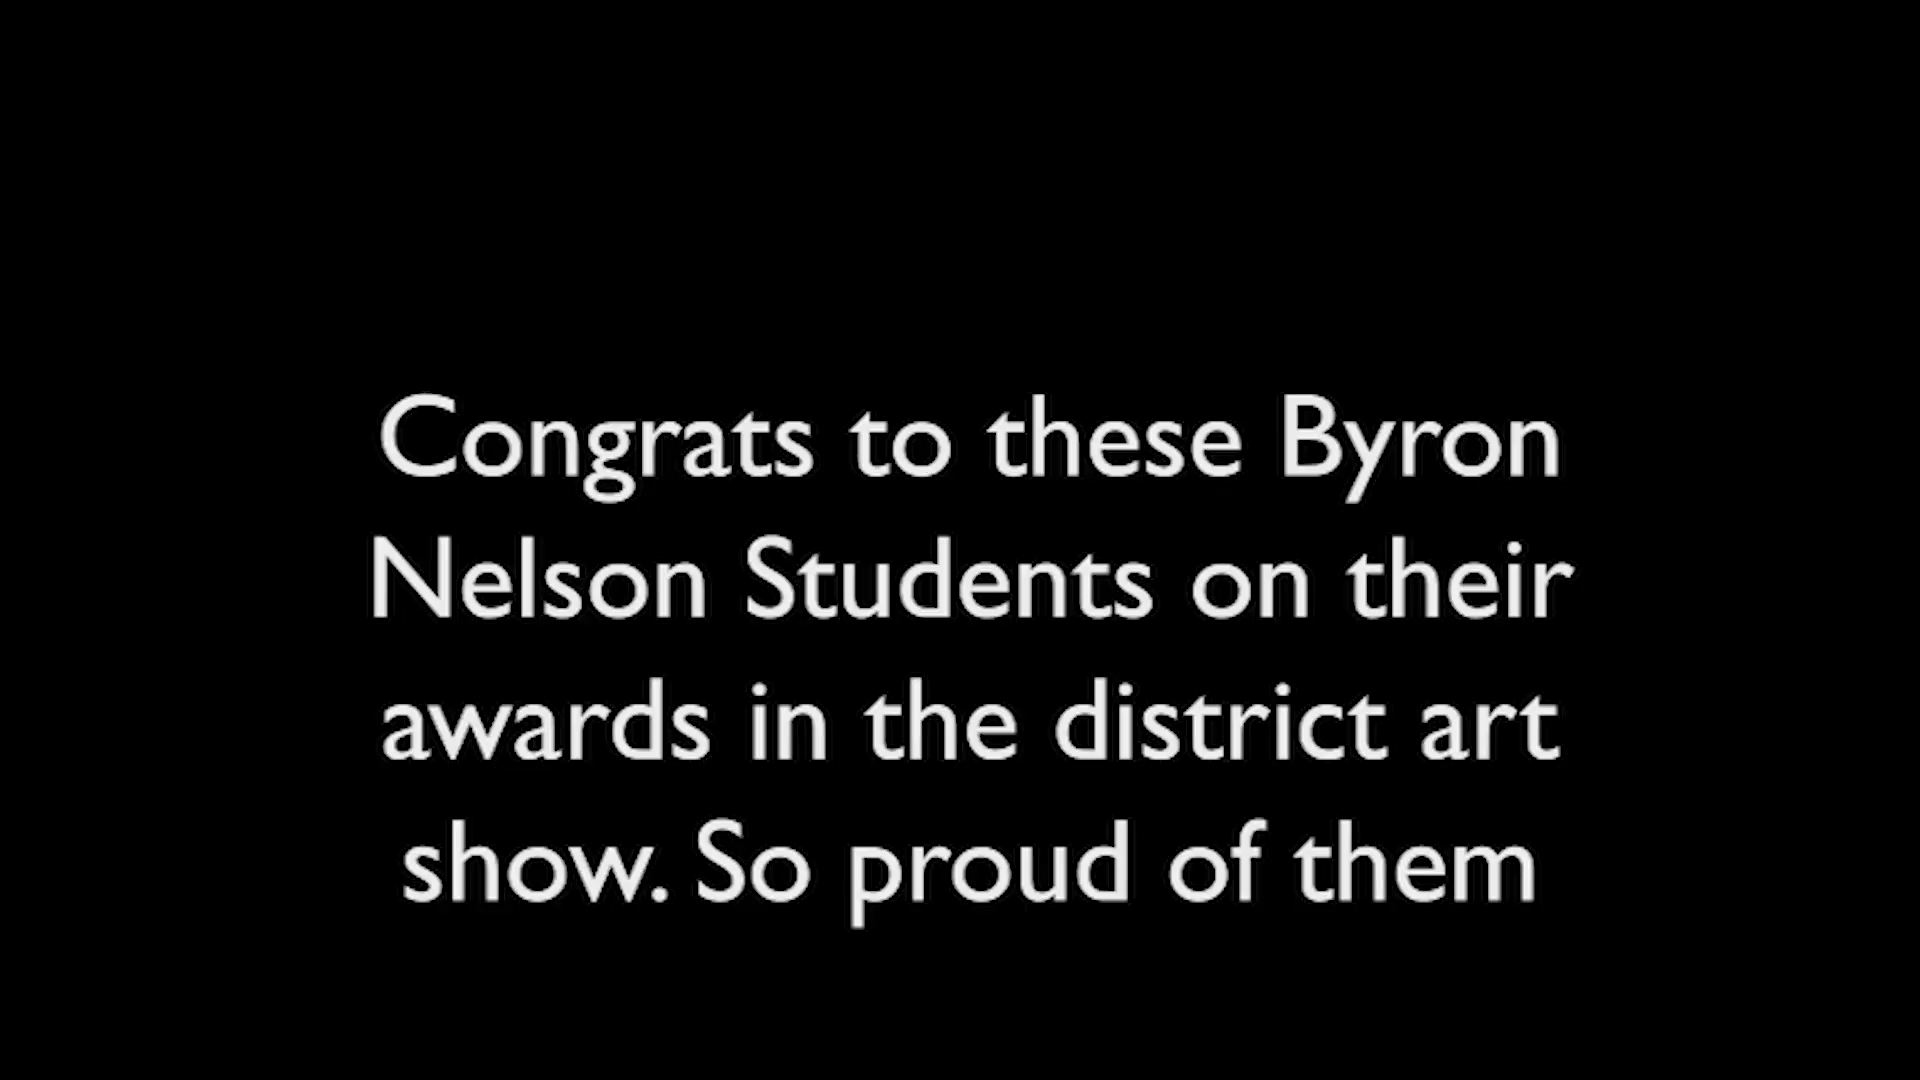 Congrats to these Byron
Nelson Students on their
awards in the district art
show. So proud of them